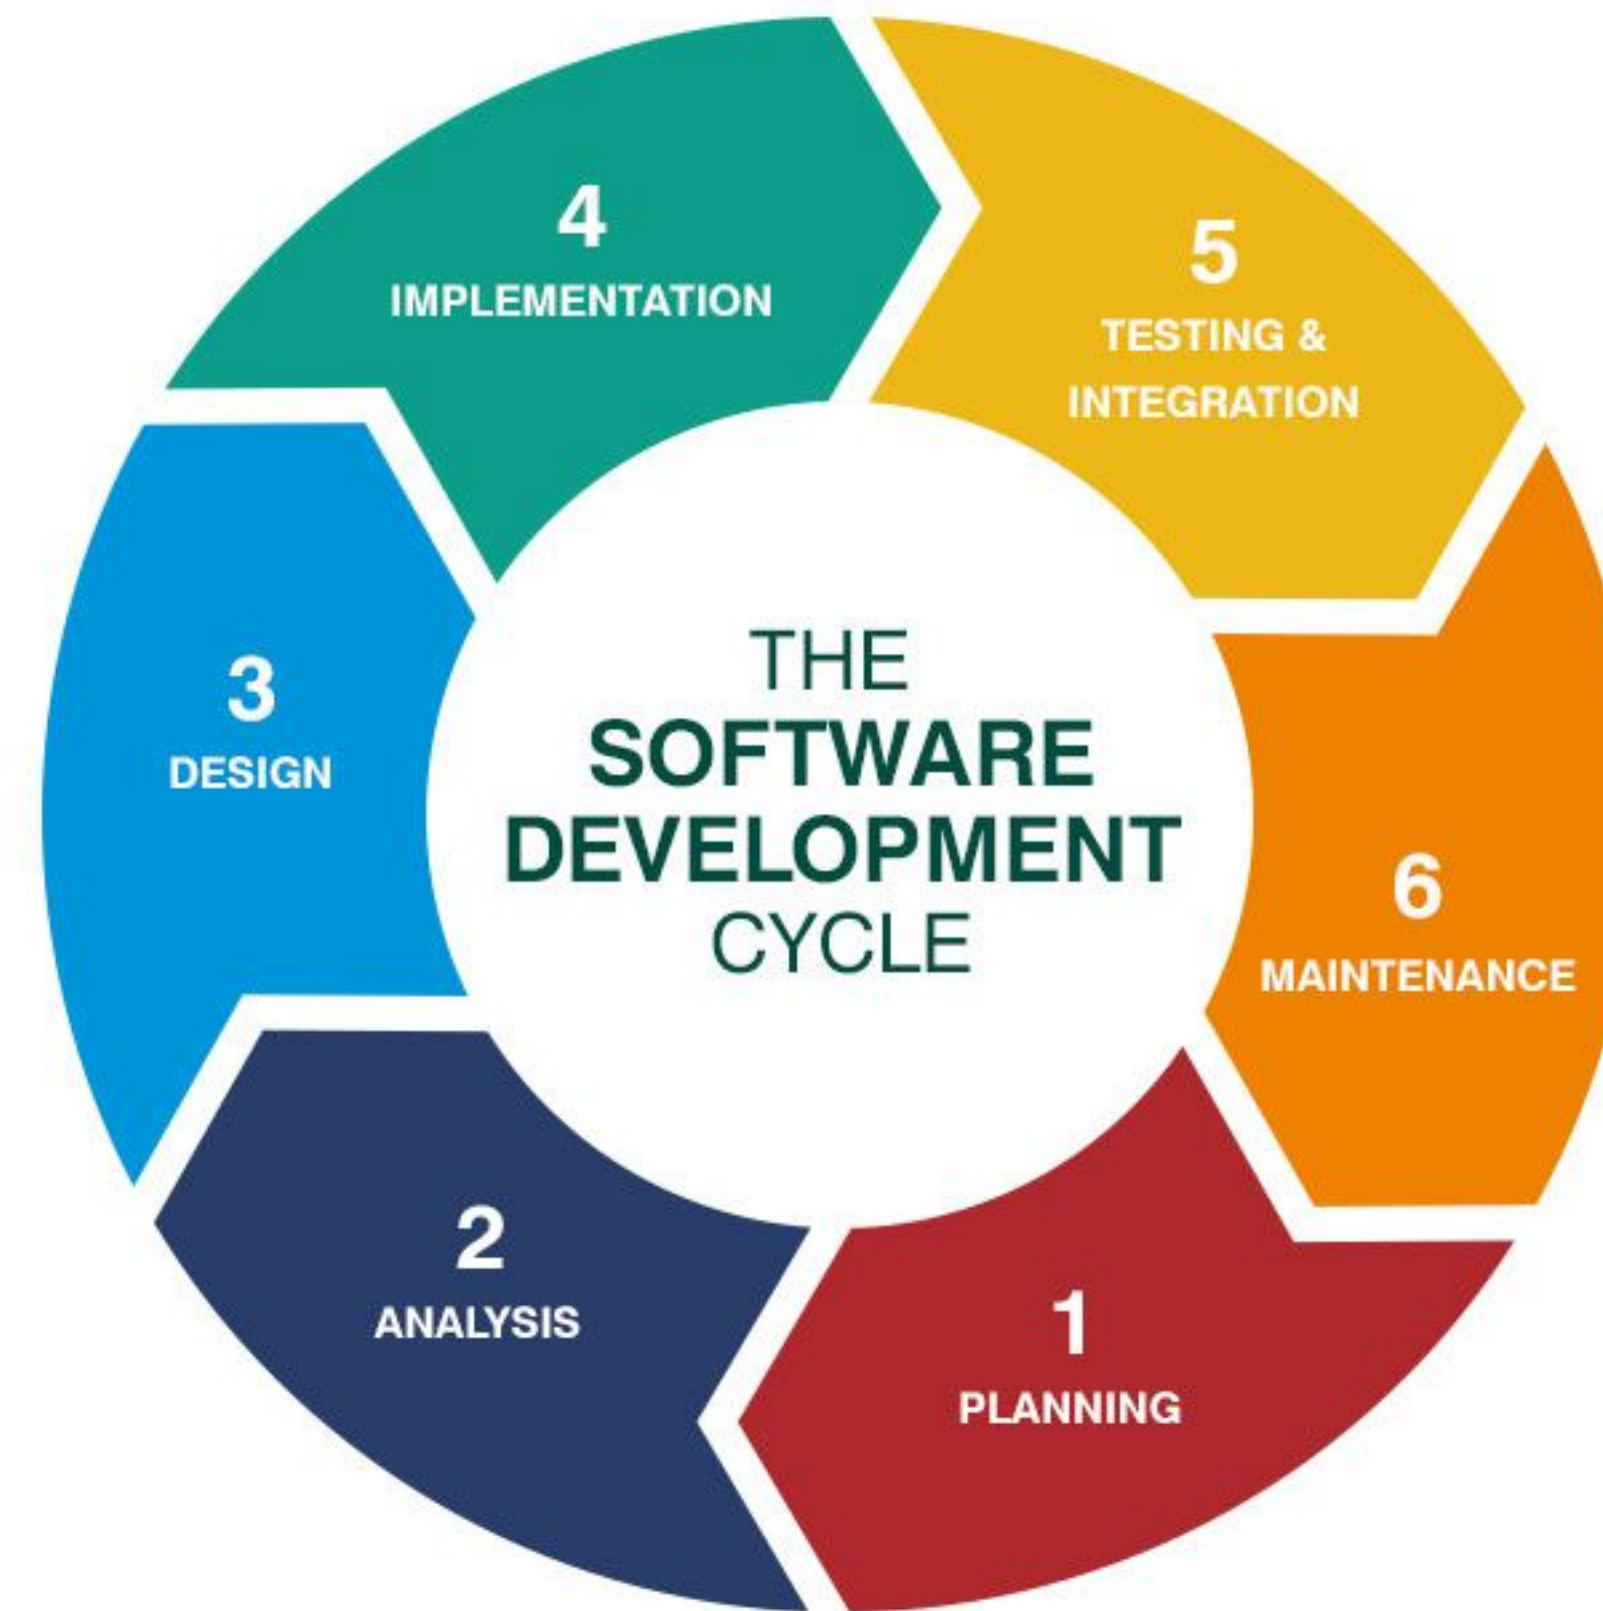 4
IMPLEMENTATION
5
TESTING &
INTEGRATION
3
DESIGN
THE
SOFTWARE
DEVELOPMENT
CYCLE
6
MAINTENANCE
2
ANALYSIS
1
PLANNING